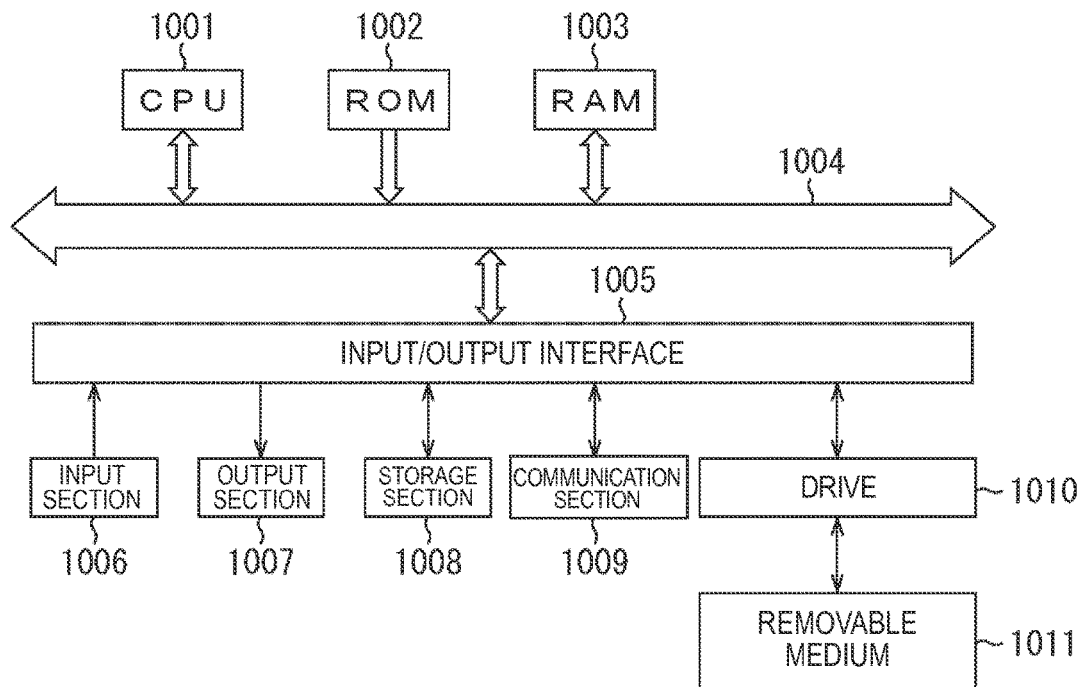 1001
1002
1003
CPU
ROM
RAM
1004
1005
INPUT/OUTPUT INTERFACE
INPUT
SECTION
OUTPUT
SECTION
STORAGE
SECTION
COMMUNICATION
SECTION
DRIVE
1010
1006
1007
1008
1009
REMOVABLE
MEDIUM
1011